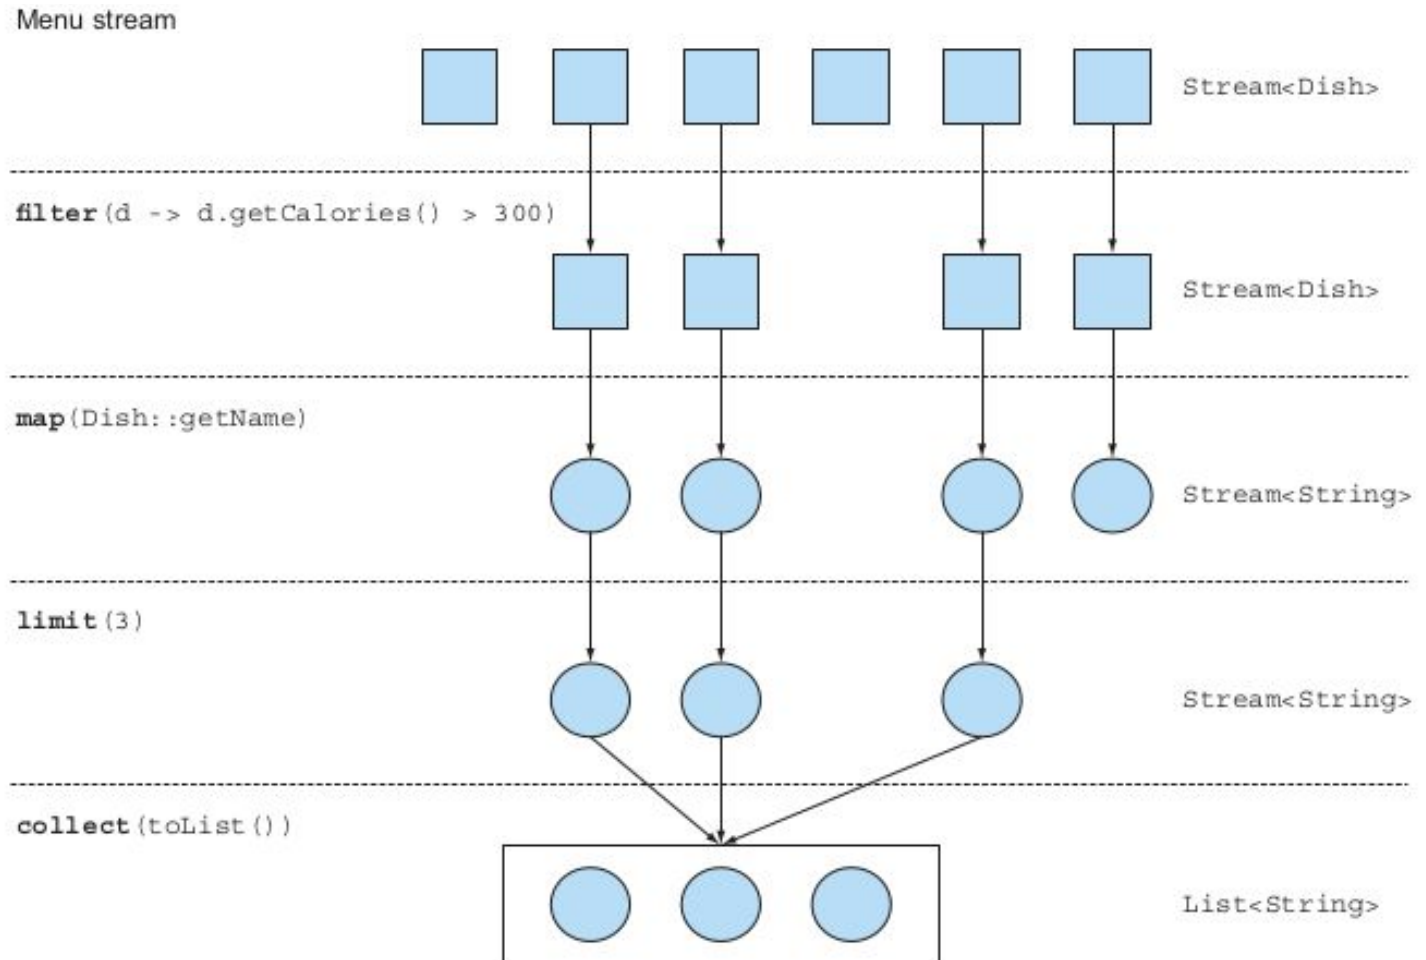 Menu stream
Stream<Dish>
filter(d -> d.getCalories() > 300)
Stream<Dish>
map(Dish::getName)
Stream<String>
limit(3)
Stream<String>
collect(toList())
List<String>